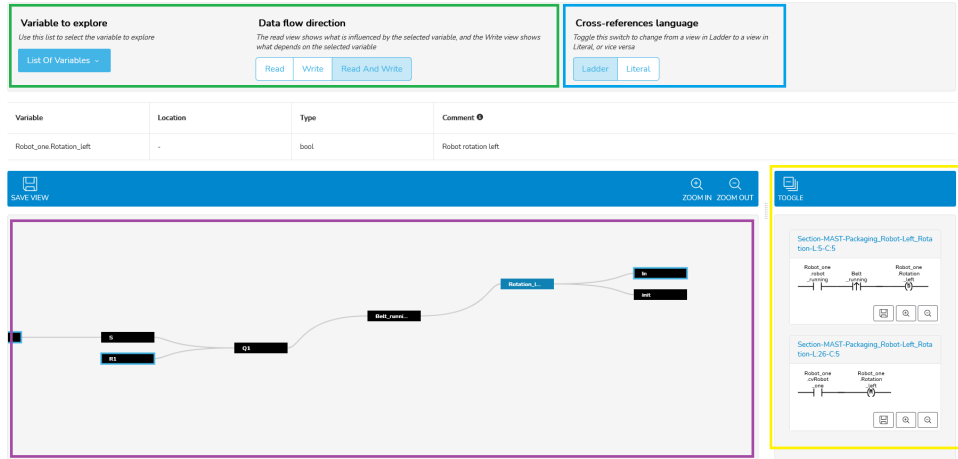 Variable to explore
Use this list to select the variable to explore
List Of Variables
Data flow direction
The read view shows what is influenced by the selected variable, and the Write view shows
what depends on the selected variable
Read
Write
Read And Write
Cross-references language
Toggle this switch to change from a view in Ladder to a view in
Literal, or vice versa
Ladder
Literal
Variable
Location
Type
Comment
Robot_one.Rotation_left
-
bool
Robot rotation left
SAVE VIEW
ZOOM IN
ZOOM OUT
TOOGLE
S
R1
Q1
Belt_runni...
Rotation_l...
In
init
Section-MAST-Packaging_Robot-Left_Rota
tion-L:5-C:5
Robot_one
.robot
_running
Belt
_running
Robot_one
.Rotation
_left
Section-MAST-Packaging_Robot-Left_Rota
tion-L:26-C:5
Robot_one
.cvRobot
_one
Robot_one
.Rotation
_left